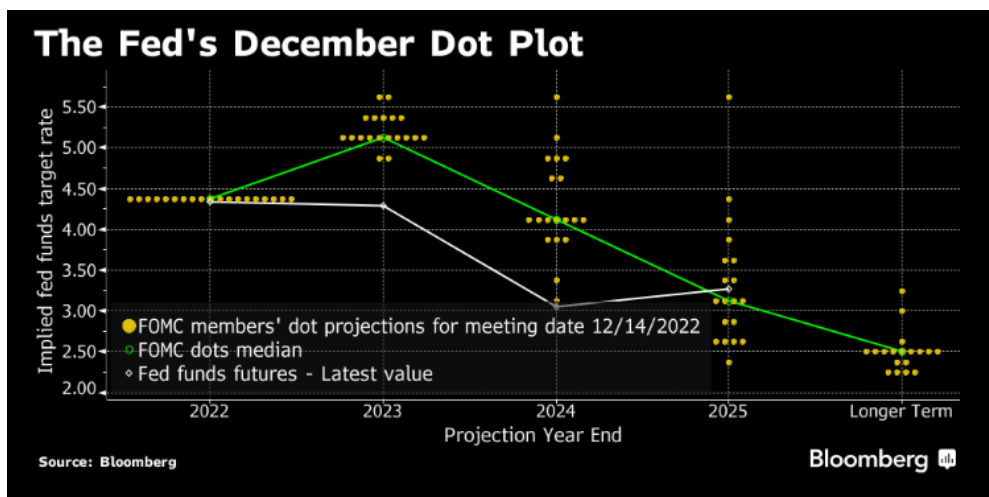 The Fed's December Dot Plot
Implied fed funds target rate
5.50
5.00
4.50
4.00
3.50
3.00
2.50
2.00
FOMC members' dot projections for meeting date 12/14/2022
FOMC dots median
Fed funds futures - Latest value
2022 2023 2024 2025 Longer Term
Projection Year End
Source: Bloomberg
Bloomberg